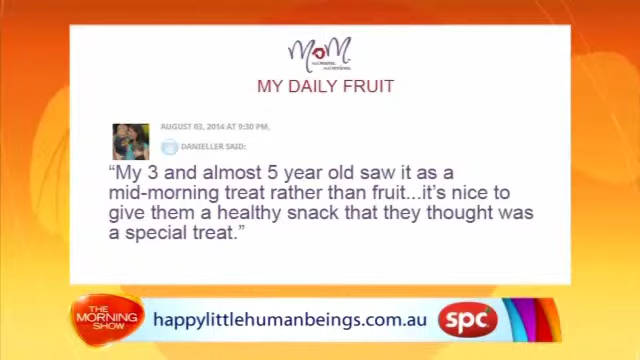 MoM
MY DAILY FRUIT
AUGUST 03, 2014 AT 9:30 PM,
DANIELLER SAID:
“My 3 and almost 5 year old saw it as a
mid-morning treat rather than fruit...it’s nice to
give them a healthy snack that they thought was
a special treat.”
THE
MORNING
SHOW
happylittlehumanbeings.com.au
spc